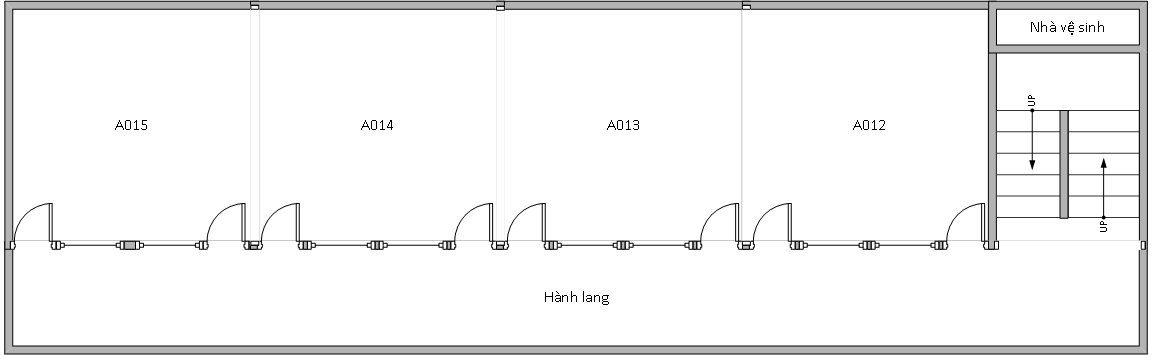 Nhà vệ sinh
UP
A015
A014
A013
A012
UP
Hành lang